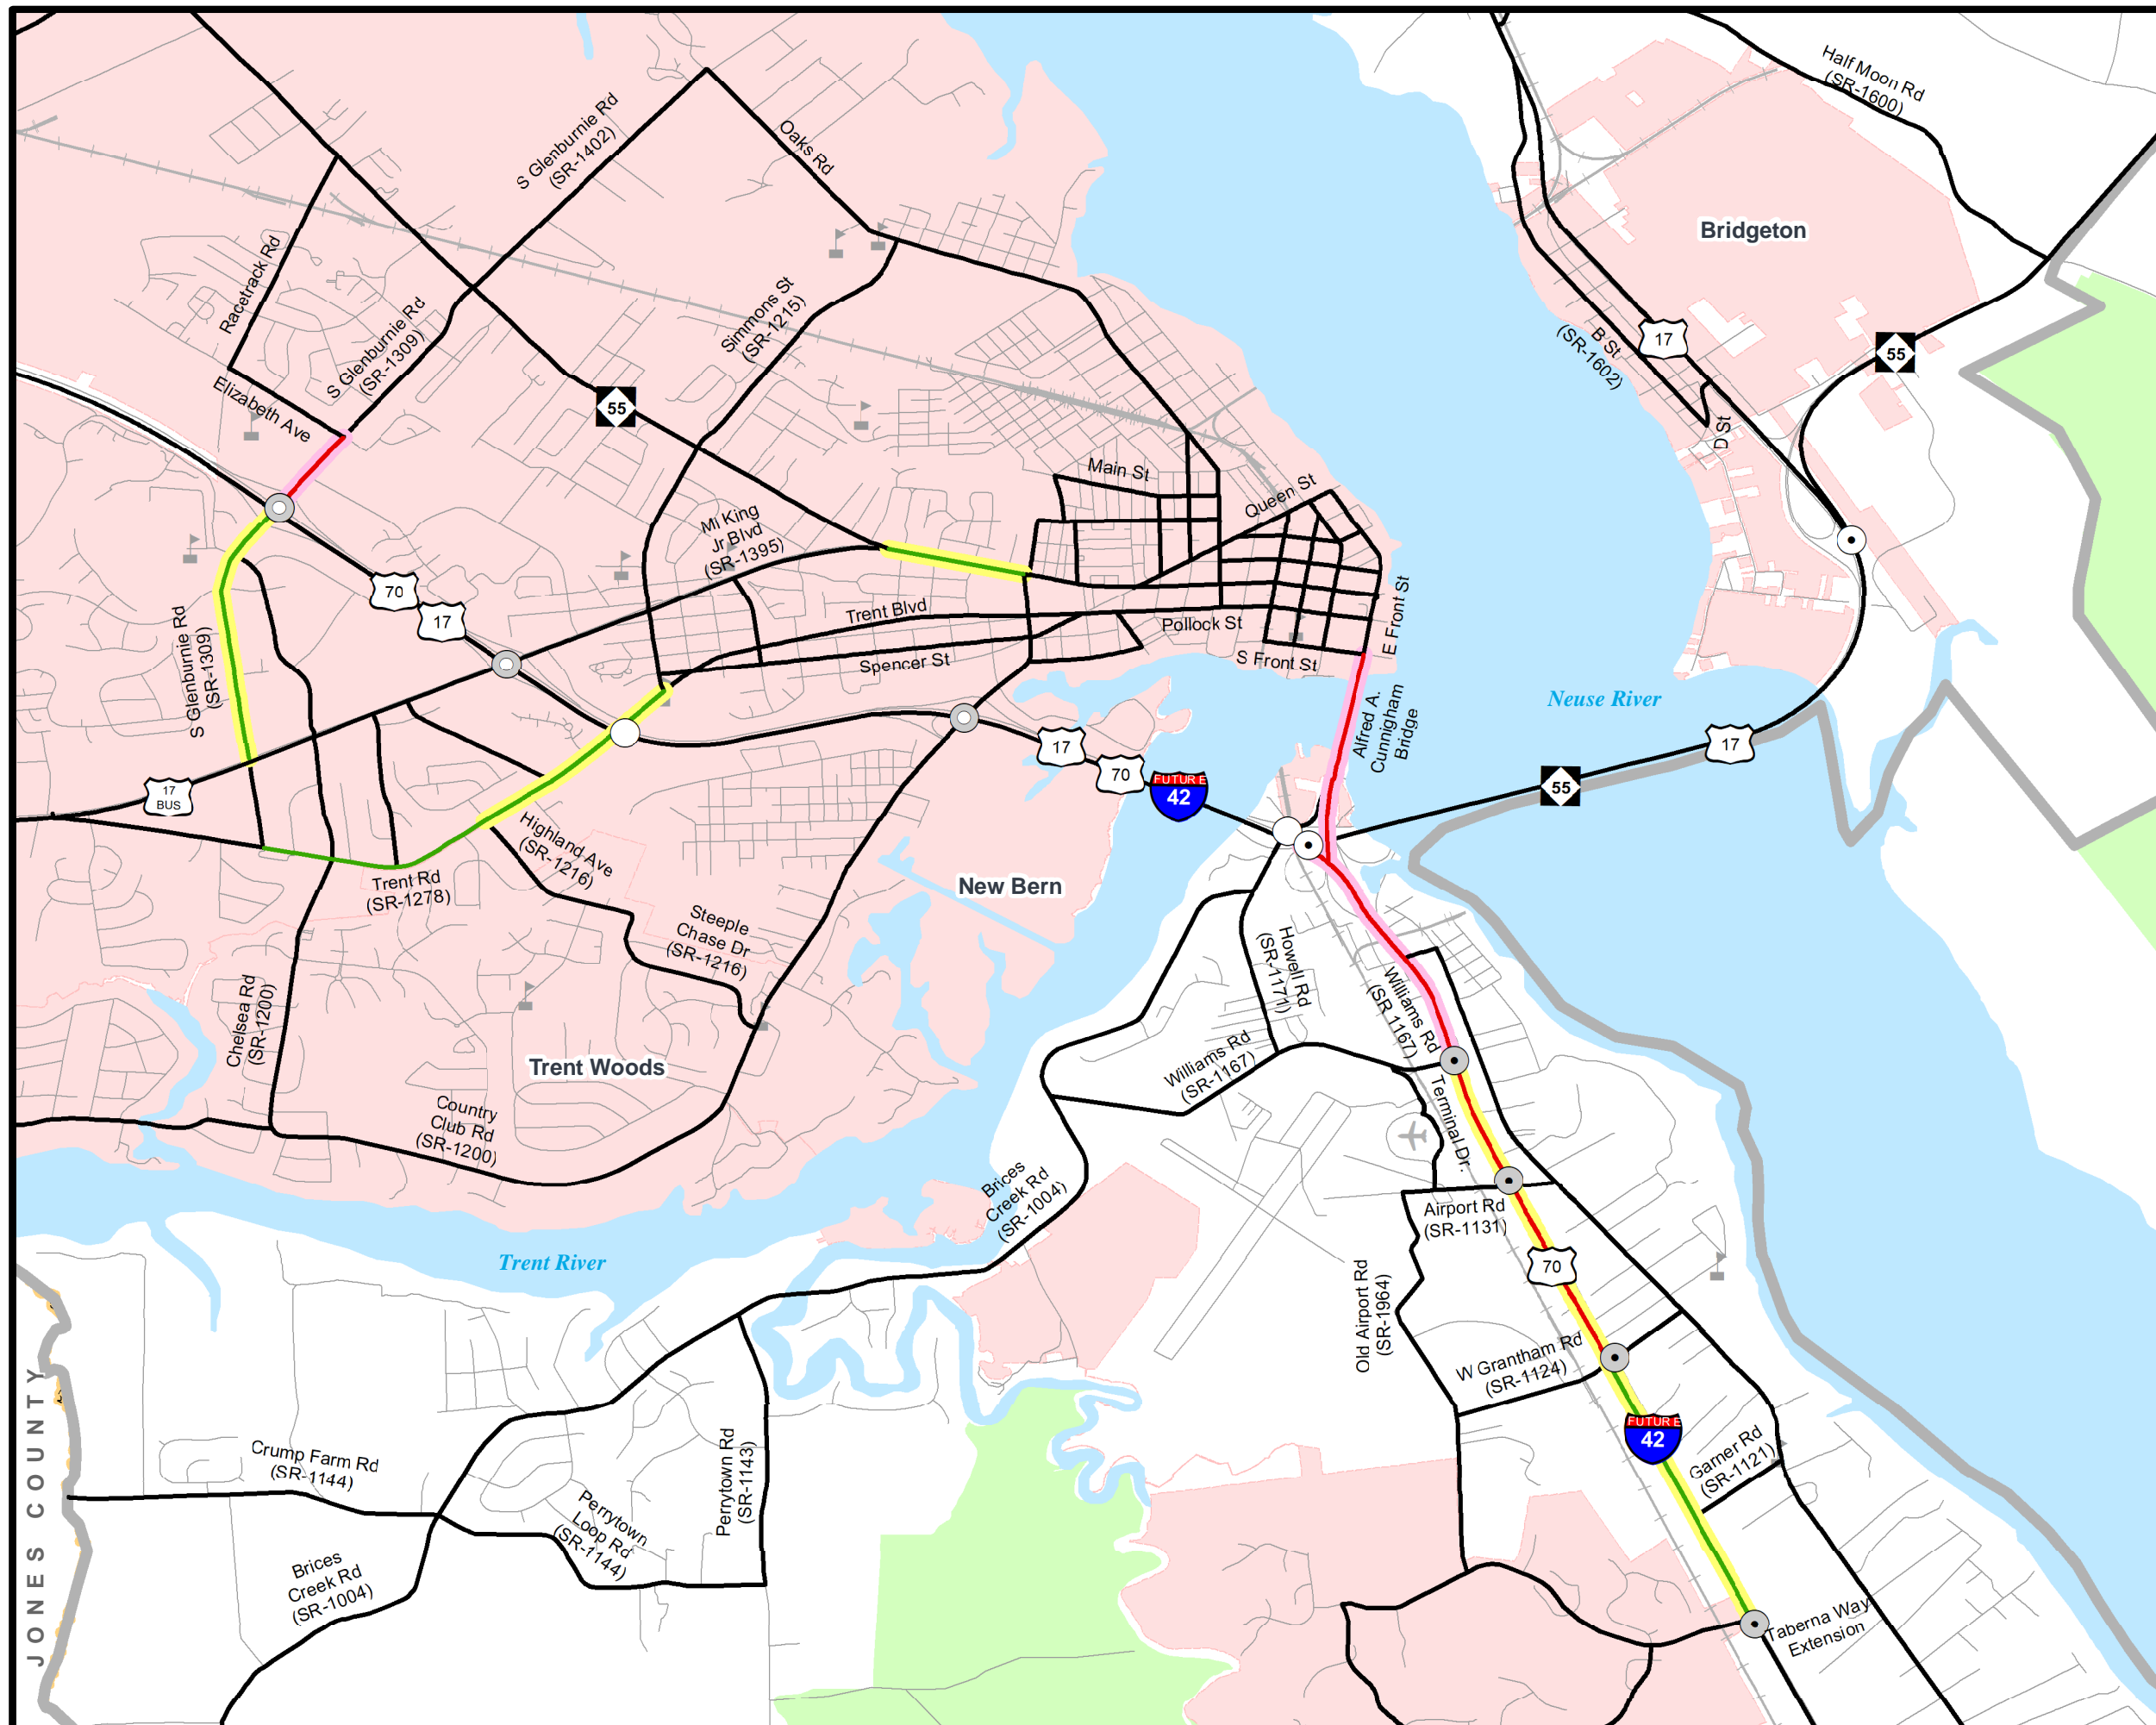 Half Moon Rd
(SR-1600)
S Glenburnie Rd
(SR-1402)
Oaks Rd
Bridgeton
Racetrack Rd
S Glenburnie Rd
(SR-1309)
Simmons St
(SR-1215)
17
B St
(SR-1602)
55
Elizabeth Ave
55
D St
Main St
Queen St
Ml King
Jr Blvd
(SR-1395)
70
17
Trent Blvd
Pollock St
E Front St
S Glenburnie Rd
(SR-1309)
Spencer St
S Front St
Neuse River
Alfred A.
Cunnigham
Bridge
17
70
FUTURE
42
17
55
17
BUS
Highland Ave
(SR-1216)
Trent Rd
(SR-1278)
New Bern
Steeple
Chase Dr
(SR-1216)
Howell Rd
(SR-1171)
Williams Rd
(SR 1167)
Chelsea Rd
(SR-1200)
Trent Woods
Williams Rd
(SR-1167)
Terminal Dr.
Country
Club Rd
(SR-1200)
Brices
Creek Rd
(SR-1004)
Airport Rd
(SR-1131)
Trent River
70
Old Airport Rd
(SR-1964)
W Grantham Rd
(SR-1124)
JONES COUNTY
FUTURE
42
Garner Rd
(SR-1121)
Crump Farm Rd
(SR-1144)
Perrytown Rd
(SR-1143)
Perrytown
Loop Rd
(SR-1144)
Brices
Creek Rd
(SR-1004)
Taberna Way
Extension